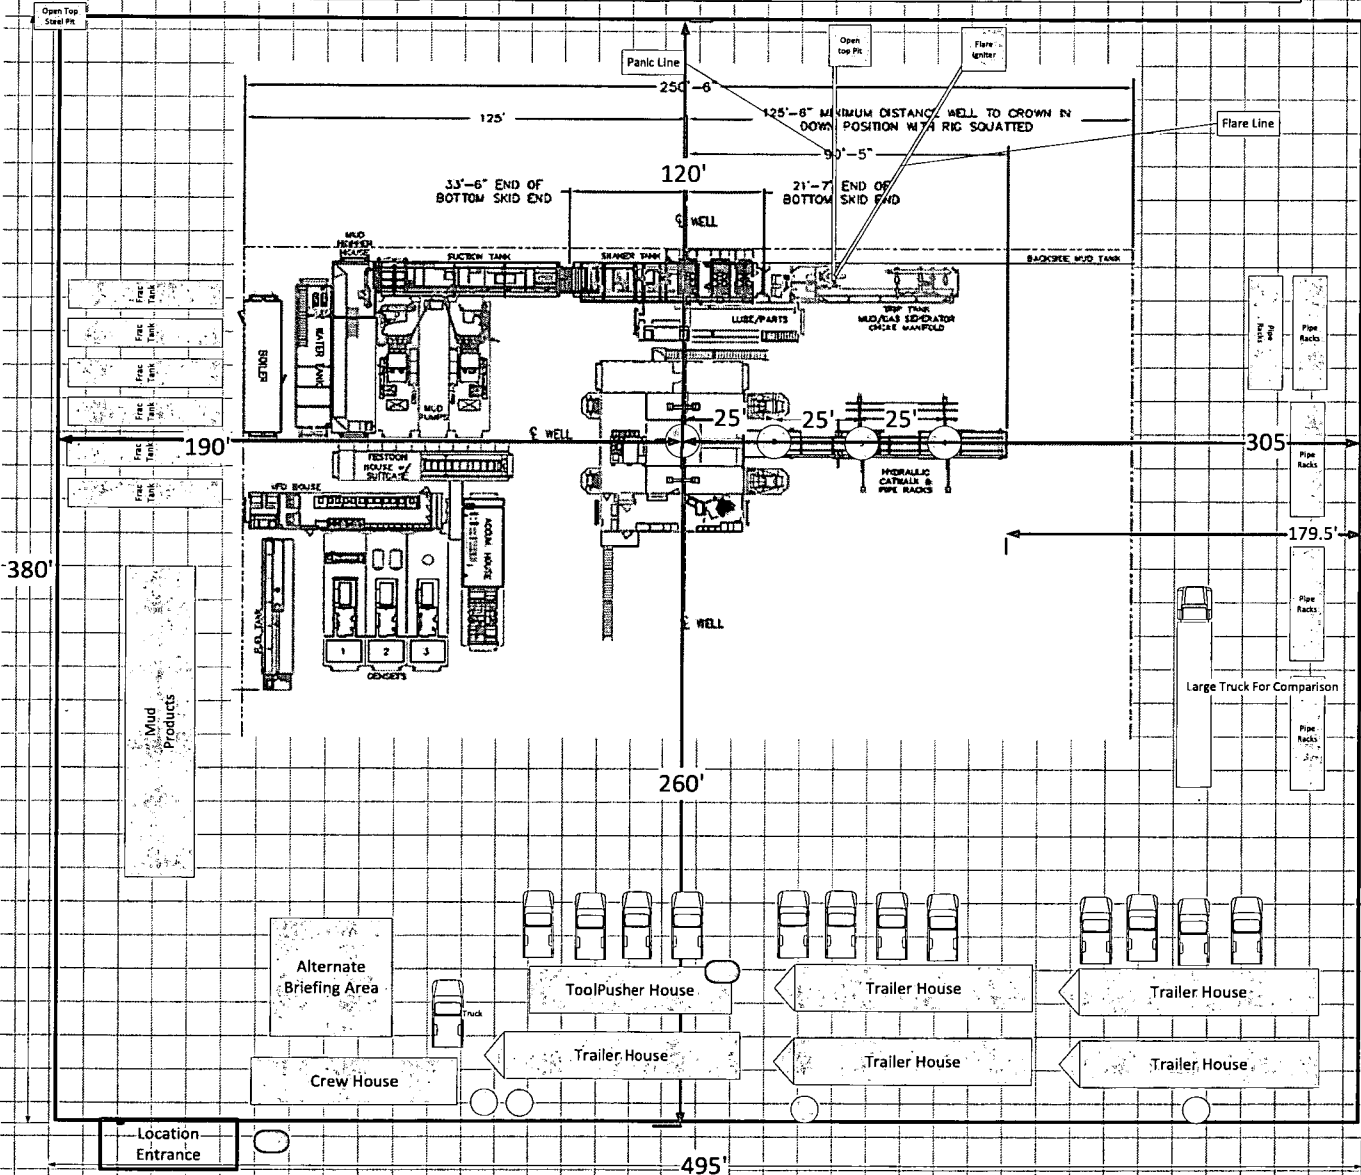 Open Top
Steel Pit
Open
top Pit
Flare
Igniter
Panic Line
250'-6"
125'
125'-6" MINIMUM DISTANCE WELL TO CROWN IN
DOWN POSITION WITH RIG SQUATTED
Flare Line
90'-5"
120'
33'-6" END OF
BOTTOM SKID END
21'-7" END OF
BOTTOM SKID END
℄ WELL
MUD
HOPPER
HOUSE
SUCTION TANK
SHAKER TANK
BACKSIDE MUD TANK
Frac
Tank
Frac
Tank
Frac
Tank
Frac
Tank
Frac
Tank
Frac
Tank
BOILER
WATER TANK
LUBE/PARTS
TRIP TANK
MUD/GAS SEPERATOR
CHOKE MANIFOLD
Pipe
Racks
Pipe
Racks
MUD
PUMPS
25'
25'
25'
℄ WELL
190'
305
Pipe
Racks
FESTOON
HOUSE w/
SUITCASE
HYDRAULIC
CATWALK &
PIPE RACKS
VFD HOUSE
ACCUM. HOUSE
179.5'
380'
Pipe
Racks
FUEL TANK
℄ WELL
1
2
3
GENSETS
Large Truck For Comparison
Mud
Products
Pipe
Racks
260'
Alternate
Briefing Area
Truck
ToolPusher House
Trailer House
Trailer House
Trailer House
Trailer House
Trailer House
Crew House
Location
Entrance
495'